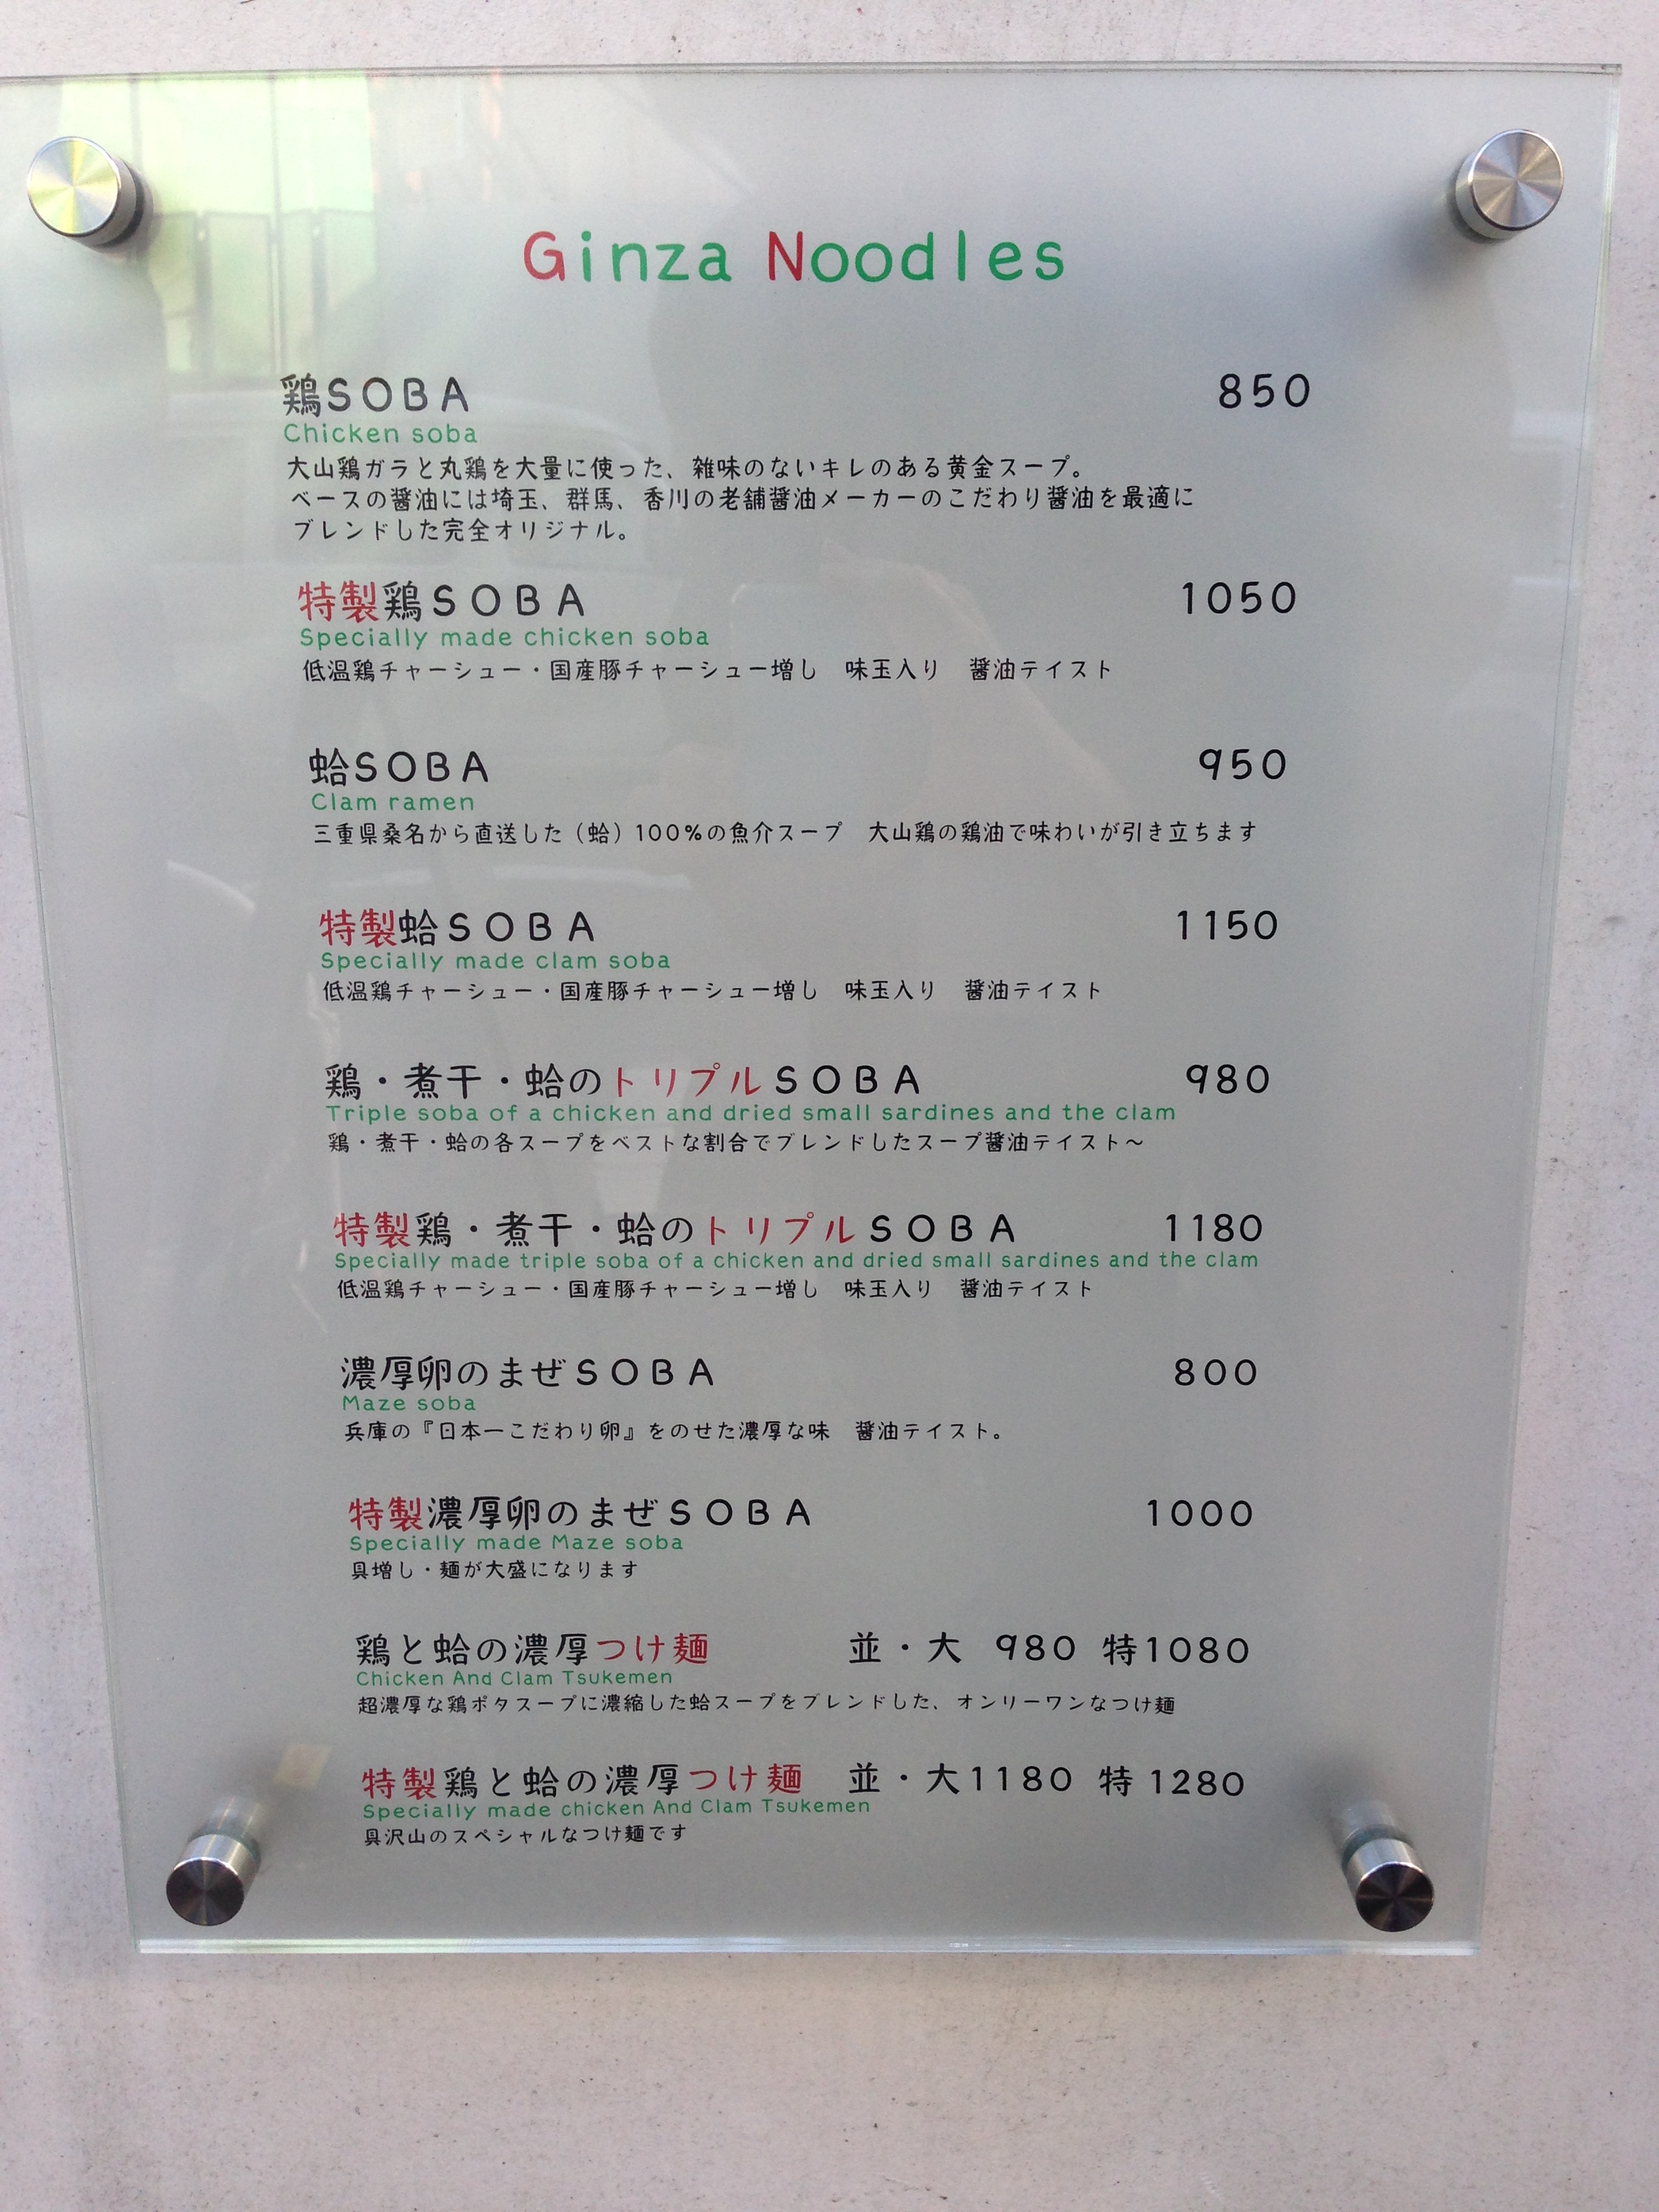 Ginza Noodles
鶏SOBA 850
Chicken soba
大山鶏ガラと丸鶏を大量に使った、雑味のないキレのある黄金スープ。
ベースの醤油には埼玉、群馬、香川の老舗醤油メーカーのこだわり醤油を最適に
ブレンドした完全オリジナル。
特製鶏SOBA 1050
Specially made chicken soba
低温鶏チャーシュー・国産豚チャーシュー増し 味玉入り 醤油テイスト
蛤SOBA 950
Clam ramen
三重県桑名から直送した(蛤)100%の魚介スープ 大山鶏の鶏油で味わいが引き立ちます
特製蛤SOBA 1150
Specially made clam soba
低温鶏チャーシュー・国産豚チャーシュー増し 味玉入り 醤油テイスト
鶏・煮干・蛤のトリプルSOBA 980
Triple soba of a chicken and dried small sardines and the clam
鶏・煮干・蛤の各スープをベストな割合でブレンドしたスープ醤油テイスト～
特製鶏・煮干・蛤のトリプルSOBA 1180
Specially made triple soba of a chicken and dried small sardines and the clam
低温鶏チャーシュー・国産豚チャーシュー増し 味玉入り 醤油テイスト
濃厚卵のまぜSOBA 800
Maze soba
兵庫の『日本一こだわり卵』をのせた濃厚な味 醤油テイスト。
特製濃厚卵のまぜSOBA 1000
Specially made Maze soba
具増し・麺が大盛になります
鶏と蛤の濃厚つけ麺 並・大 980 特1080
Chicken And Clam Tsukemen
超濃厚な鶏ポタスープに濃縮した蛤スープをブレンドした、オンリーワンなつけ麺
特製鶏と蛤の濃厚つけ麺 並・大1180 特1280
Specially made chicken And Clam Tsukemen
具沢山のスペシャルなつけ麺です